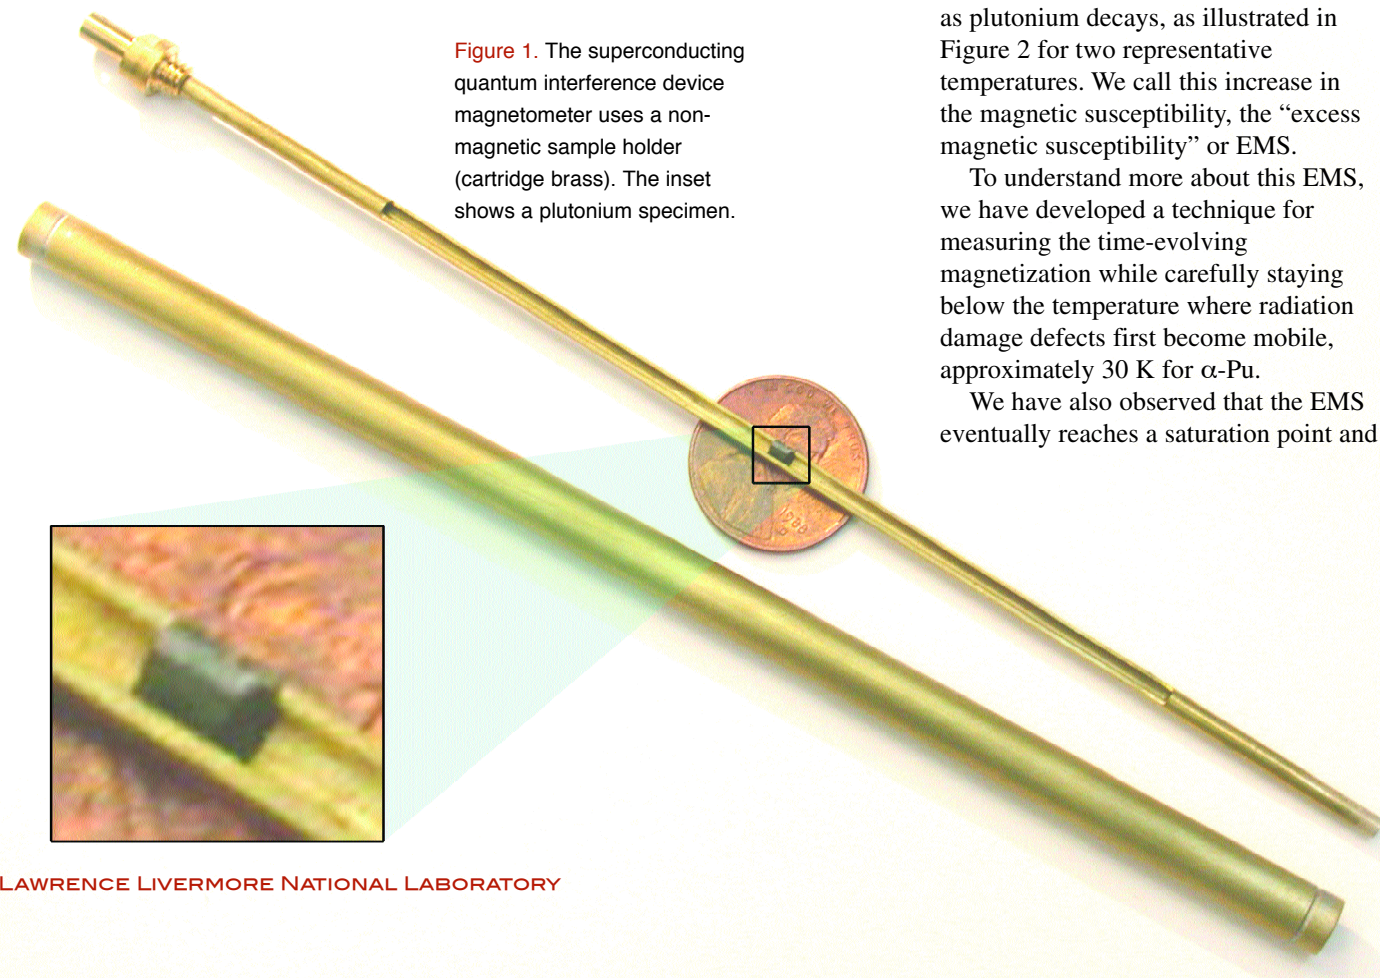 Figure 1. The superconducting
quantum interference device
magnetometer uses a non-
magnetic sample holder
(cartridge brass). The inset
shows a plutonium specimen.
as plutonium decays, as illustrated in
Figure 2 for two representative
temperatures. We call this increase in
the magnetic susceptibility, the “excess
magnetic susceptibility” or EMS.
To understand more about this EMS,
we have developed a technique for
measuring the time-evolving
magnetization while carefully staying
below the temperature where radiation
damage defects first become mobile,
approximately 30 K for α-Pu.
We have also observed that the EMS
eventually reaches a saturation point and
LAWRENCE LIVERMORE NATIONAL LABORATORY